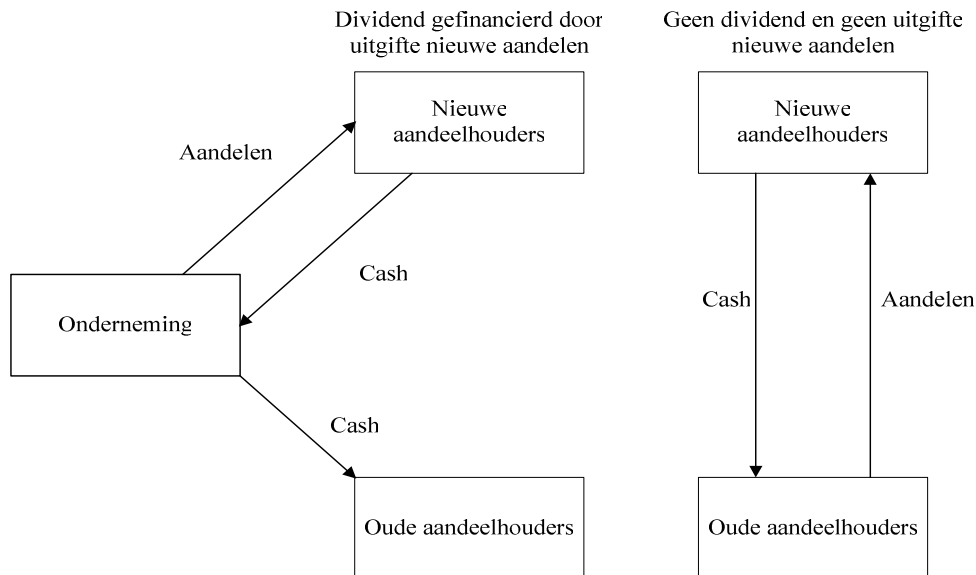 Dividend gefinancierd door
uitgifte nieuwe aandelen
Geen dividend en geen uitgifte
nieuwe aandelen
Nieuwe
aandeelhouders
Nieuwe
aandeelhouders
Aandelen
Cash
Cash
Aandelen
Onderneming
Cash
Oude aandeelhouders
Oude aandeelhouders